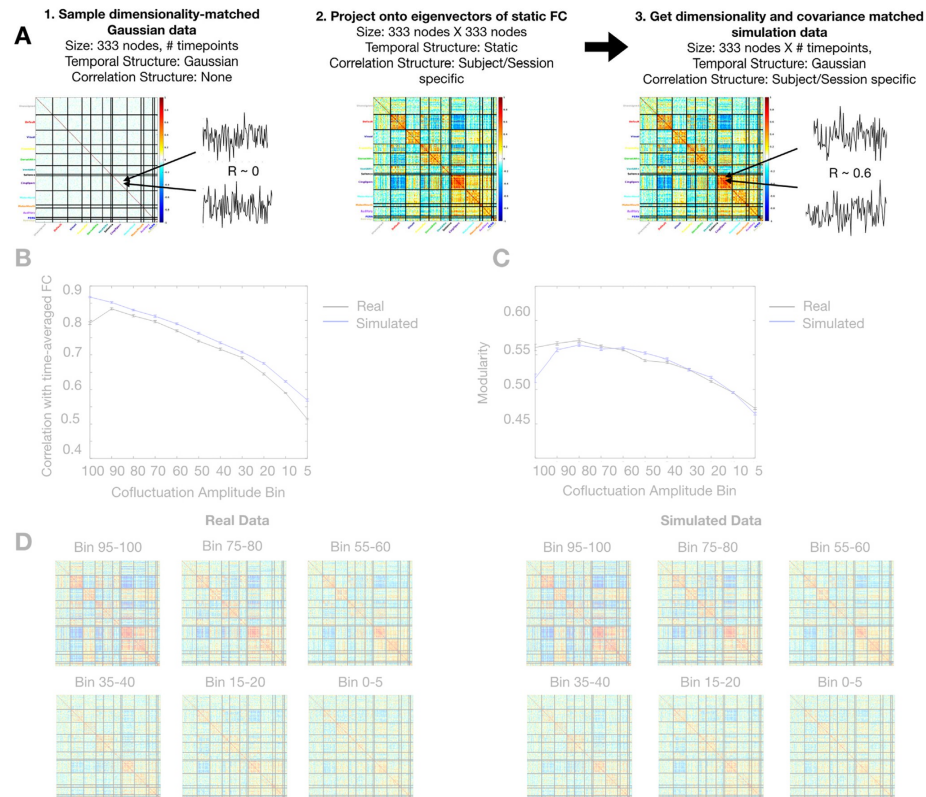 A
1. Sample dimensionality-matched
Gaussian data
Size: 333 nodes, # timepoints
Temporal Structure: Gaussian
Correlation Structure: None
2. Project onto eigenvectors of static FC
Size: 333 nodes X 333 nodes
Temporal Structure: Static
Correlation Structure: Subject/Session
specific
3. Get dimensionality and covariance matched
simulation data
Size: 333 nodes X # timepoints,
Temporal Structure: Gaussian
Correlation Structure: Subject/Session specific
R ~ 0
R ~ 0.6
B
Correlation with time-averaged FC
0.9
0.8
0.7
0.6
0.5
0.4
100 90 80 70 60 50 40 30 20 10 5
Cofluctuation Amplitude Bin
Real
Simulated
C
Modularity
0.60
0.55
0.50
0.45
100 90 80 70 60 50 40 30 20 10 5
Cofluctuation Amplitude Bin
Real
Simulated
D
Real Data
Bin 95-100 Bin 75-80 Bin 55-60
Bin 35-40 Bin 15-20 Bin 0-5
Simulated Data
Bin 95-100 Bin 75-80 Bin 55-60
Bin 35-40 Bin 15-20 Bin 0-5